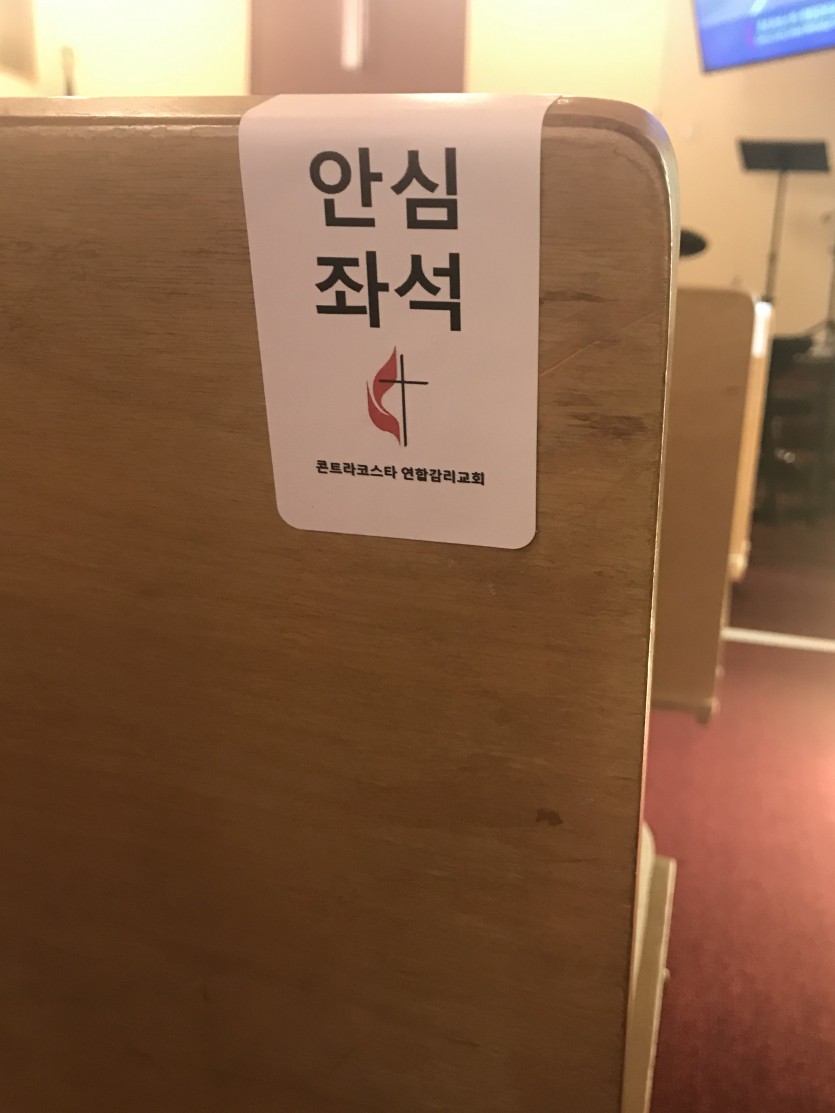 안심
좌석
콘트라코스타 연합감리교회